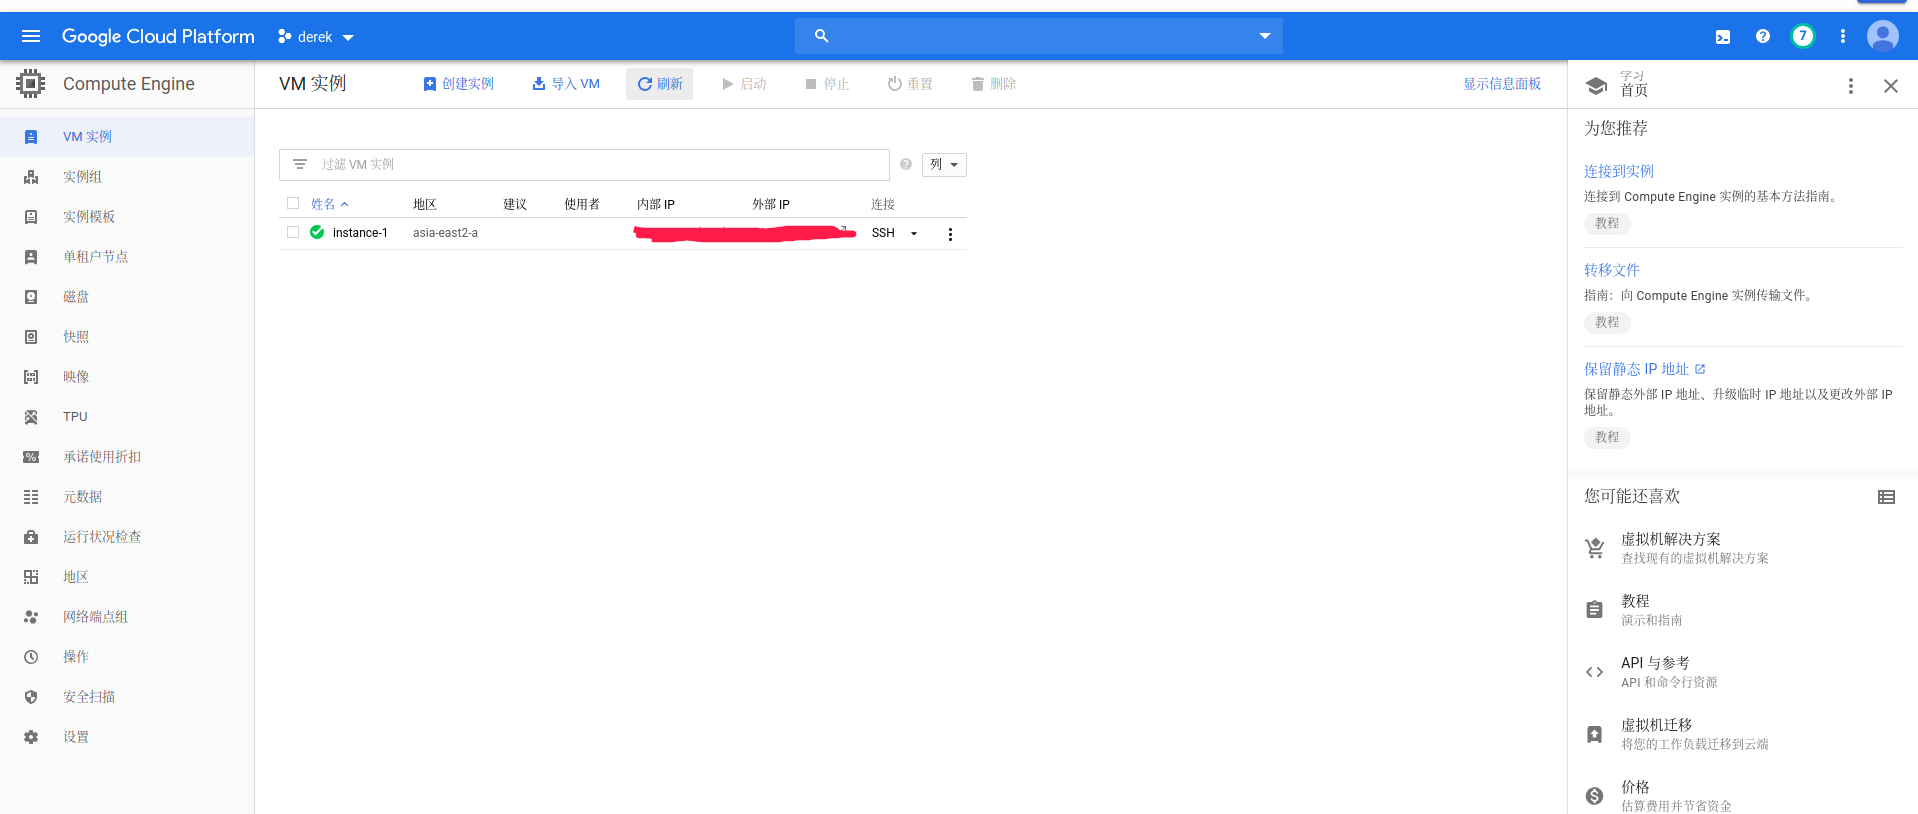 Google Cloud Platform
derek
7
Compute Engine
VM 实例
实例组
实例模板
单租户节点
磁盘
快照
映像
TPU
承诺使用折扣
元数据
运行状况检查
地区
网络端点组
操作
安全扫描
设置
VM 实例
创建实例
导入 VM
刷新
启动
停止
重置
删除
显示信息面板
过滤 VM 实例
列
姓名 地区 建议 使用者 内部 IP 外部 IP 连接
instance-1 asia-east2-a SSH
学习
首页
为您推荐
连接到实例
连接到 Compute Engine 实例的基本方法指南。
教程
转移文件
指南：向 Compute Engine 实例传输文件。
教程
保留静态 IP 地址
保留静态外部 IP 地址、升级临时 IP 地址以及更改外部 IP
地址。
教程
您可能还喜欢
虚拟机解决方案
查找现有的虚拟机解决方案
教程
演示和指南
API 与参考
API 和命令行资源
虚拟机迁移
将您的工作负载迁移到云端
价格
估算费用并节省资金